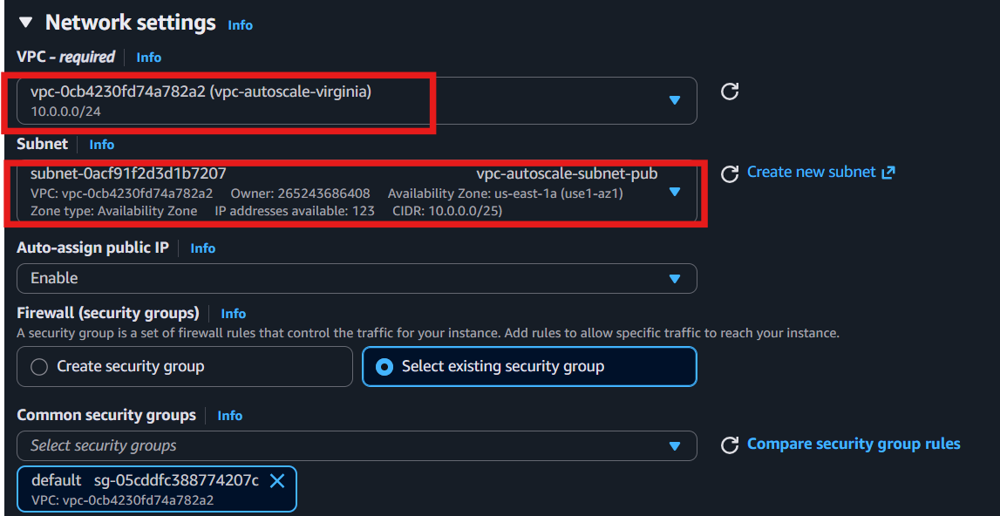 Network settings Info
VPC - required Info
vpc-0cb4230fd74a782a2 (vpc-autoscale-virginia)
10.0.0.0/24
Subnet Info
subnet-0acf91f2d3d1b7207 vpc-autoscale-subnet-pub
VPC: vpc-0cb4230fd74a782a2 Owner: 265243686408 Availability Zone: us-east-1a (use1-az1)
Zone type: Availability Zone IP addresses available: 123 CIDR: 10.0.0.0/25)
Create new subnet
Auto-assign public IP Info
Enable
Firewall (security groups) Info
A security group is a set of firewall rules that control the traffic for your instance. Add rules to allow specific traffic to reach your instance.
Create security group Select existing security group
Common security groups Info
Select security groups
Compare security group rules
default sg-05cddfc388774207c
VPC: vpc-0cb4230fd74a782a2